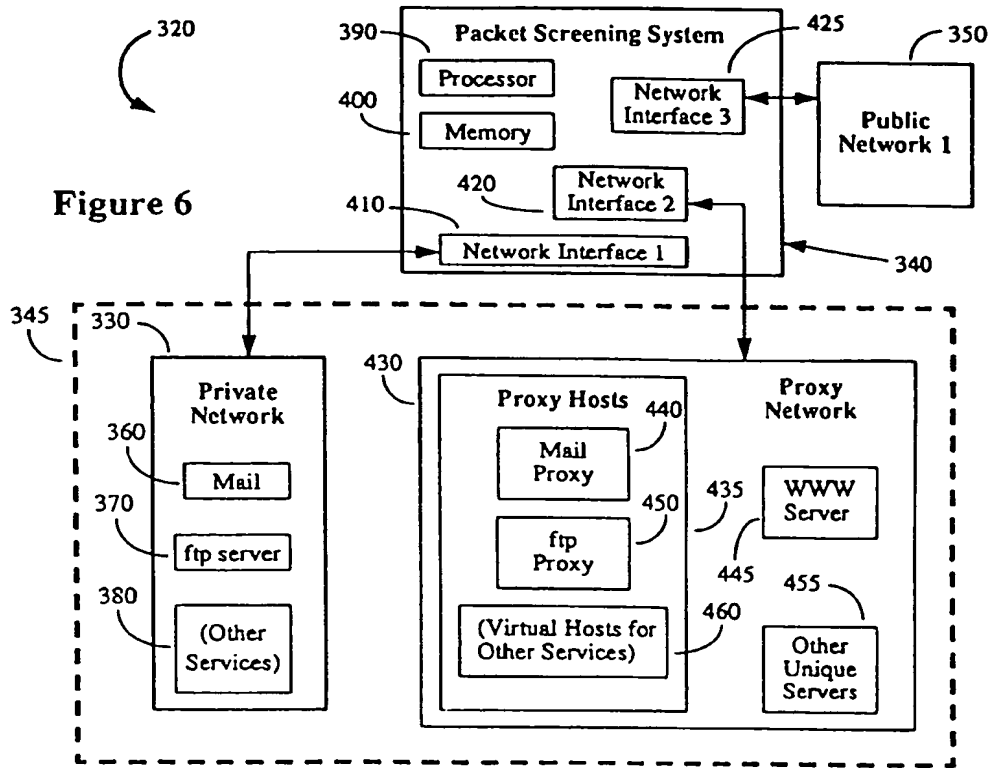 320
390
Packet Screening System
425
350
Processor
400
Memory
Network
Interface 3
Public
Network 1
Figure 6
420
Network
Interface 2
410
Network Interface 1
340
345
330
430
Private
Network
Proxy Hosts
440
Proxy
Network
360
Mail
Mail
Proxy
435
WWW
Server
370
ftp server
450
ftp
Proxy
445
455
380
(Other
Services)
(Virtual Hosts for
Other Services)
460
Other
Unique
Servers